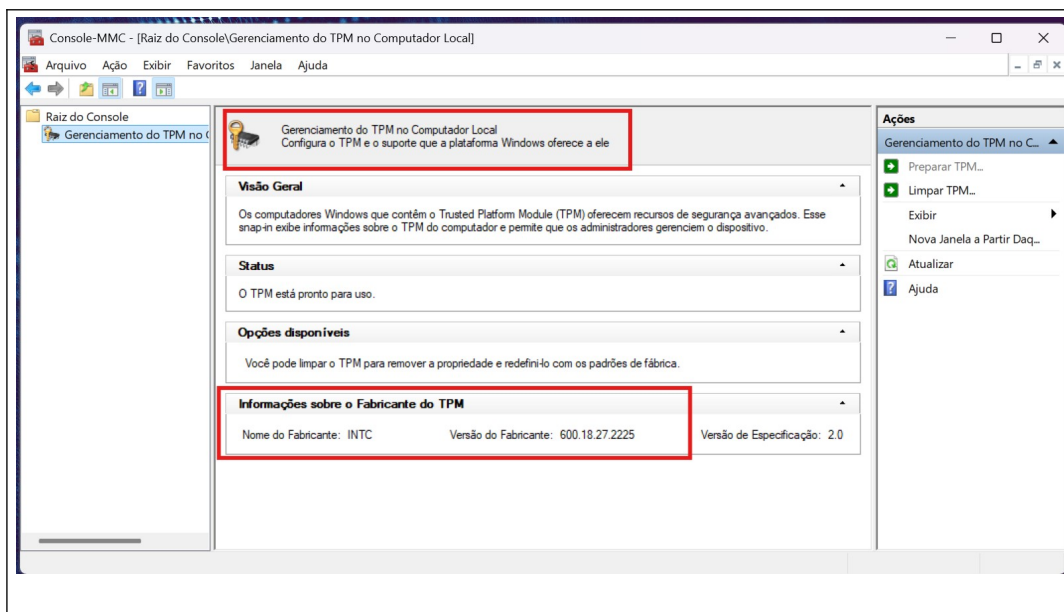 Console-MMC - [Raiz do Console\Gerenciamento do TPM no Computador Local]
Arquivo Ação Exibir Favoritos Janela Ajuda
Raiz do Console
Gerenciamento do TPM no C
Gerenciamento do TPM no Computador Local
Configura o TPM e o suporte que a plataforma Windows oferece a ele
Visão Geral
Os computadores Windows que contêm o Trusted Platform Module (TPM) oferecem recursos de segurança avançados. Esse
snap-in exibe informações sobre o TPM do computador e permite que os administradores gerenciem o dispositivo.
Status
O TPM está pronto para uso.
Opções disponíveis
Você pode limpar o TPM para remover a propriedade e redefini-lo com os padrões de fábrica.
Informações sobre o Fabricante do TPM
Nome do Fabricante: INTC Versão do Fabricante: 600.18.27.2225 Versão de Especificação: 2.0
Ações
Gerenciamento do TPM no C...
Preparar TPM...
Limpar TPM...
Exibir
Nova Janela a Partir Daq...
Atualizar
Ajuda